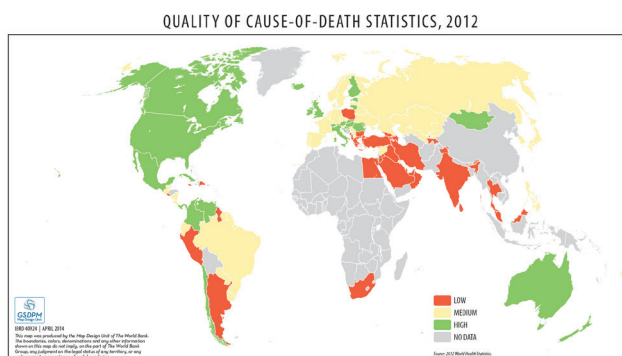 QUALITY OF CAUSE-OF-DEATH STATISTICS, 2012
LOW
MEDIUM
HIGH
NO DATA
GSDPM
Map Design Unit
IBRD 40924 | APRIL 2014
This map was produced by the Map Design Unit of The World Bank.
The boundaries, colors, denominations and any other information
shown on this map do not imply, on the part of The World Bank
Group, any judgment on the legal status of any territory, or any
Source: 2012 World Health Statistics.